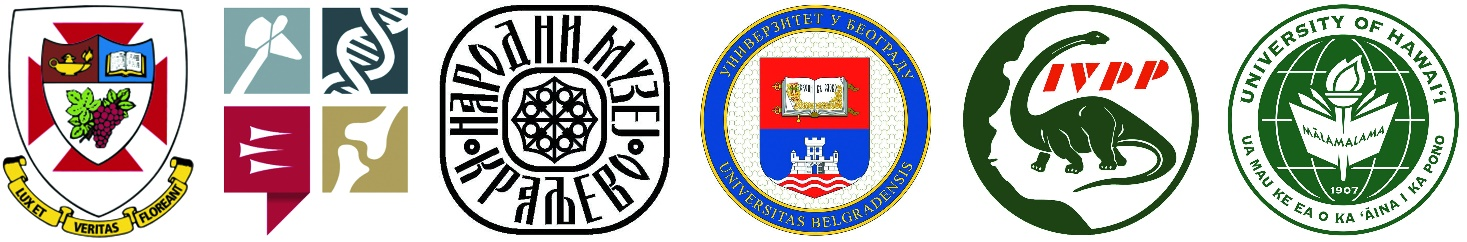 LUX ET
VERITAS
FLOREANT
НАРОДНИ МУЗЕЈ
КРАЉЕВО
УНИВЕРЗИТЕТ У БЕОГРАДУ
UNIVERSITAS BELGRADENSIS
IVPP
UNIVERSITY OF HAWAIʻI
MĀLAMALAMA
1907
UA MAU KE EA O KA ʻĀINA I KA PONO